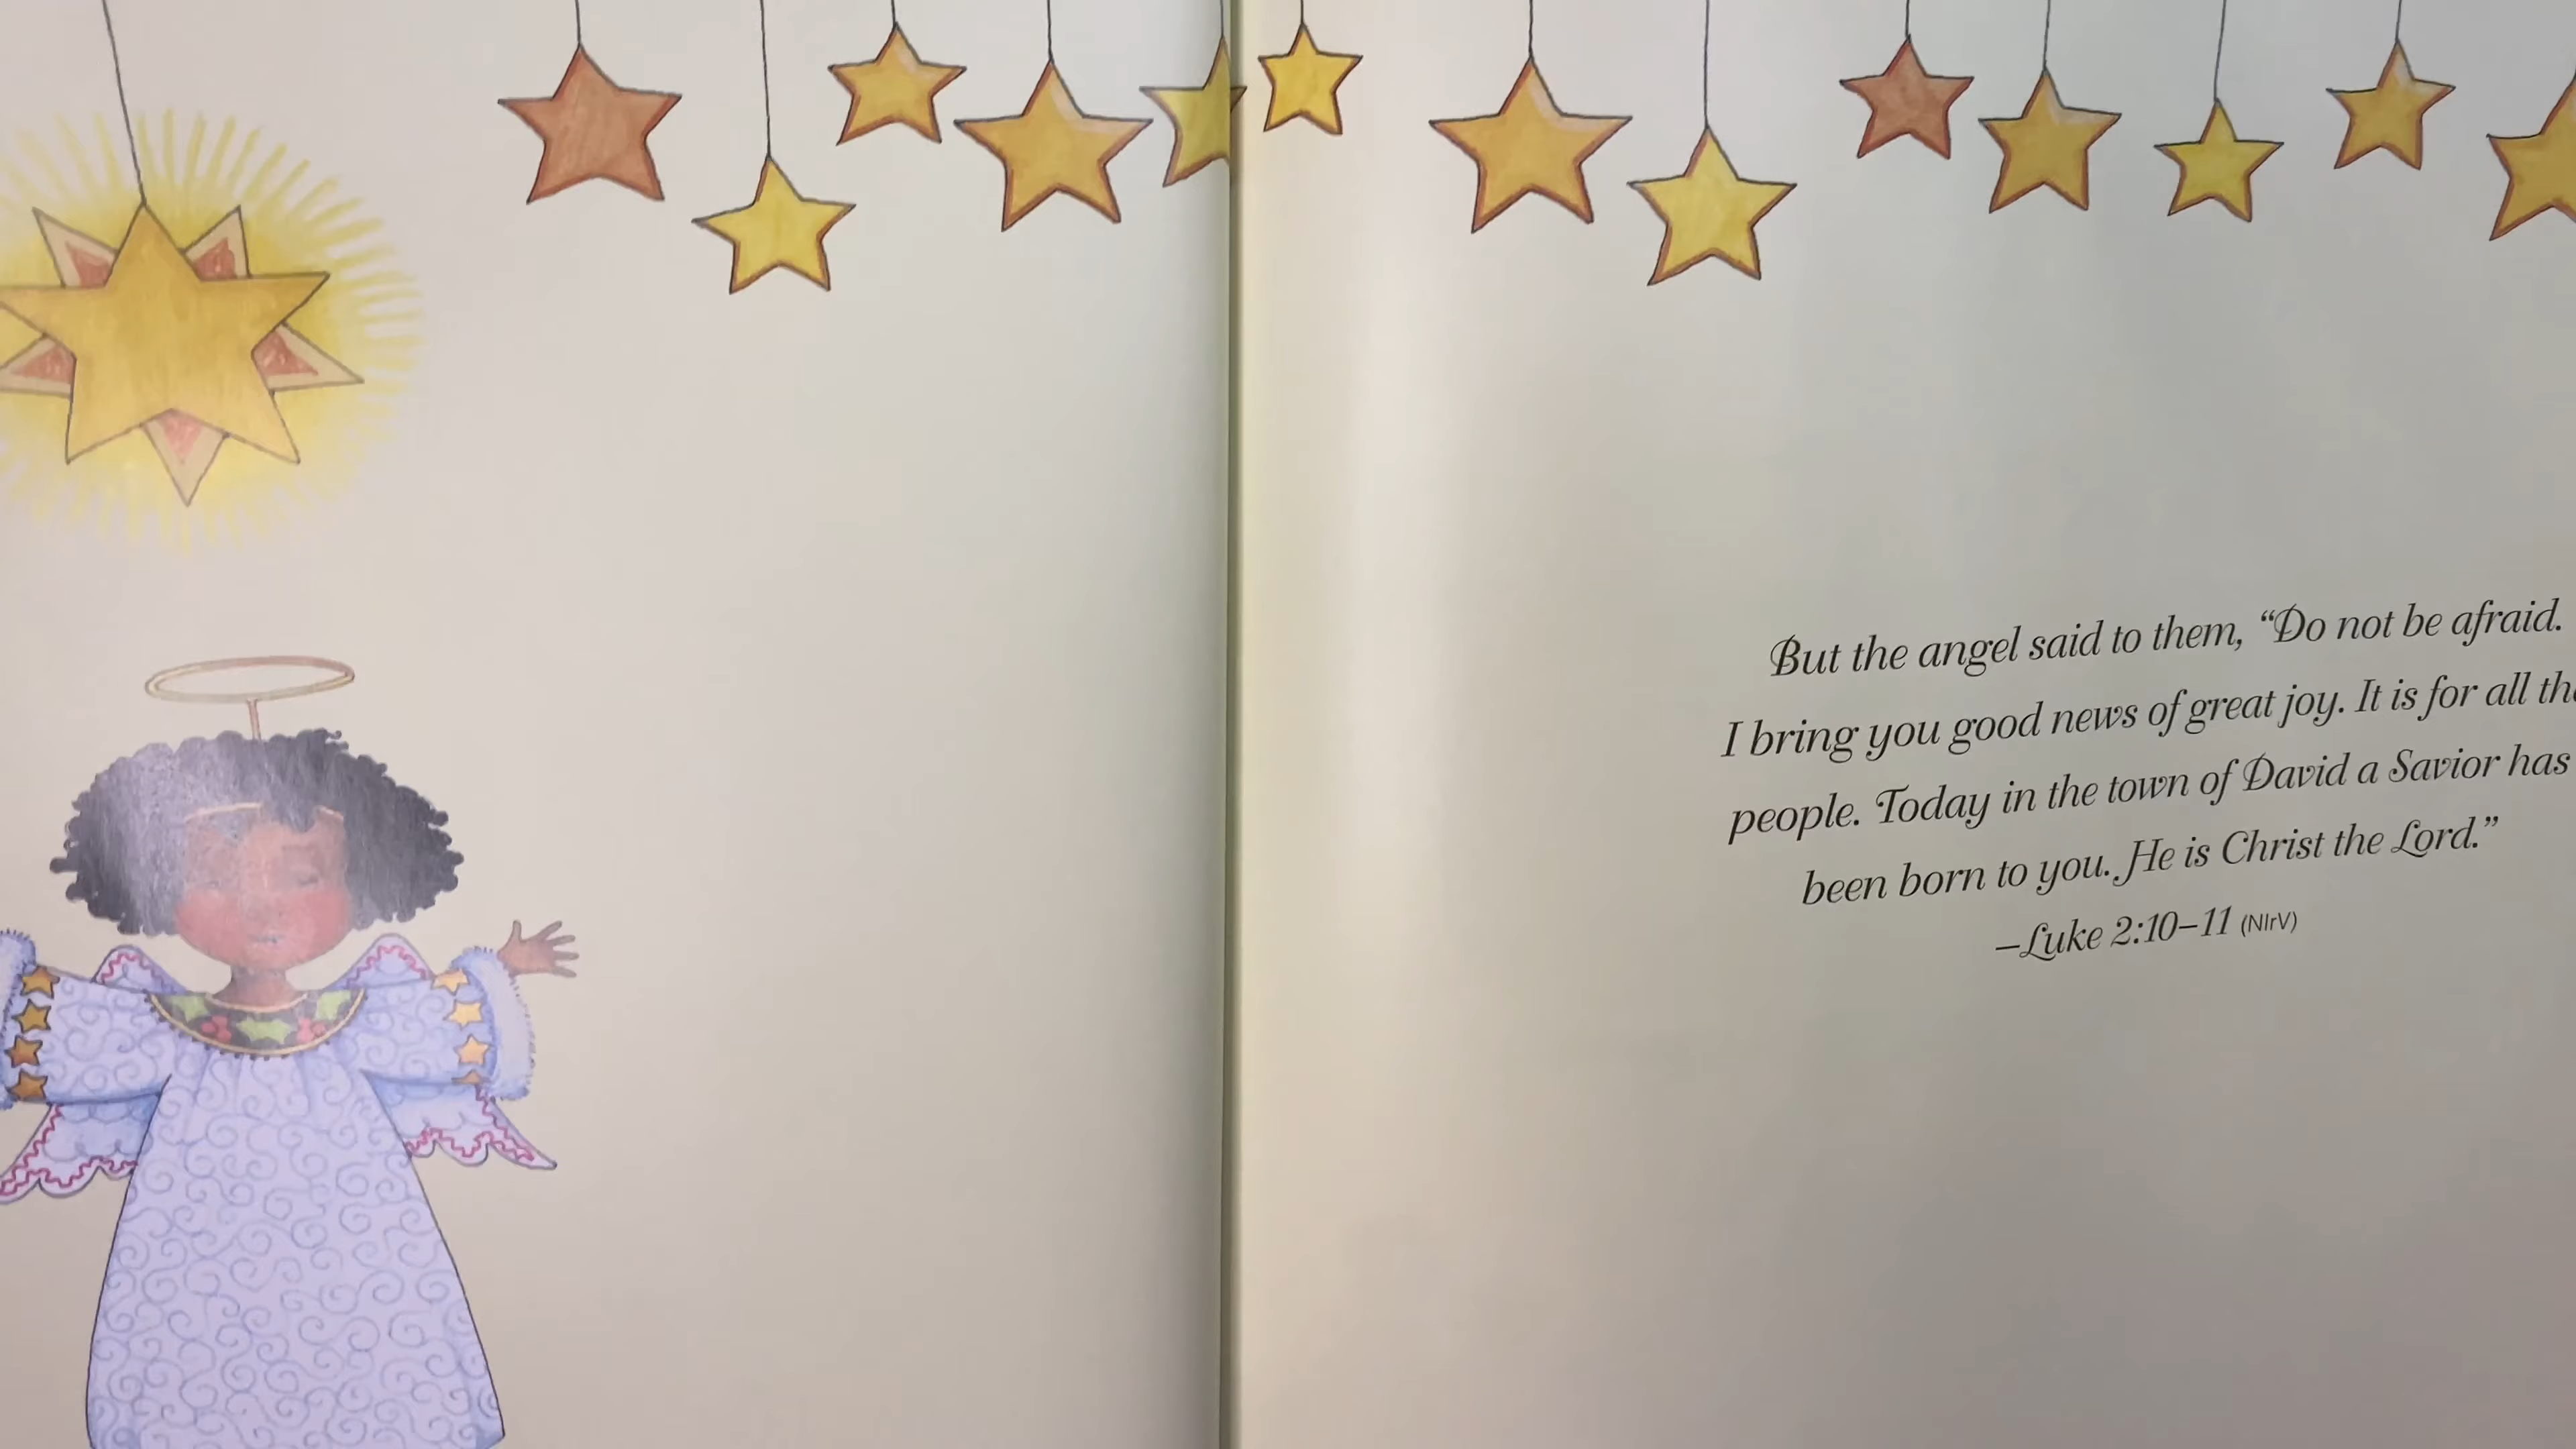 But the angel said to them, “Do not be afraid.
I bring you good news of great joy. It is for all the
people. Today in the town of David a Savior has
been born to you. He is Christ the Lord.”
—Luke 2:10–11 (NIrV)